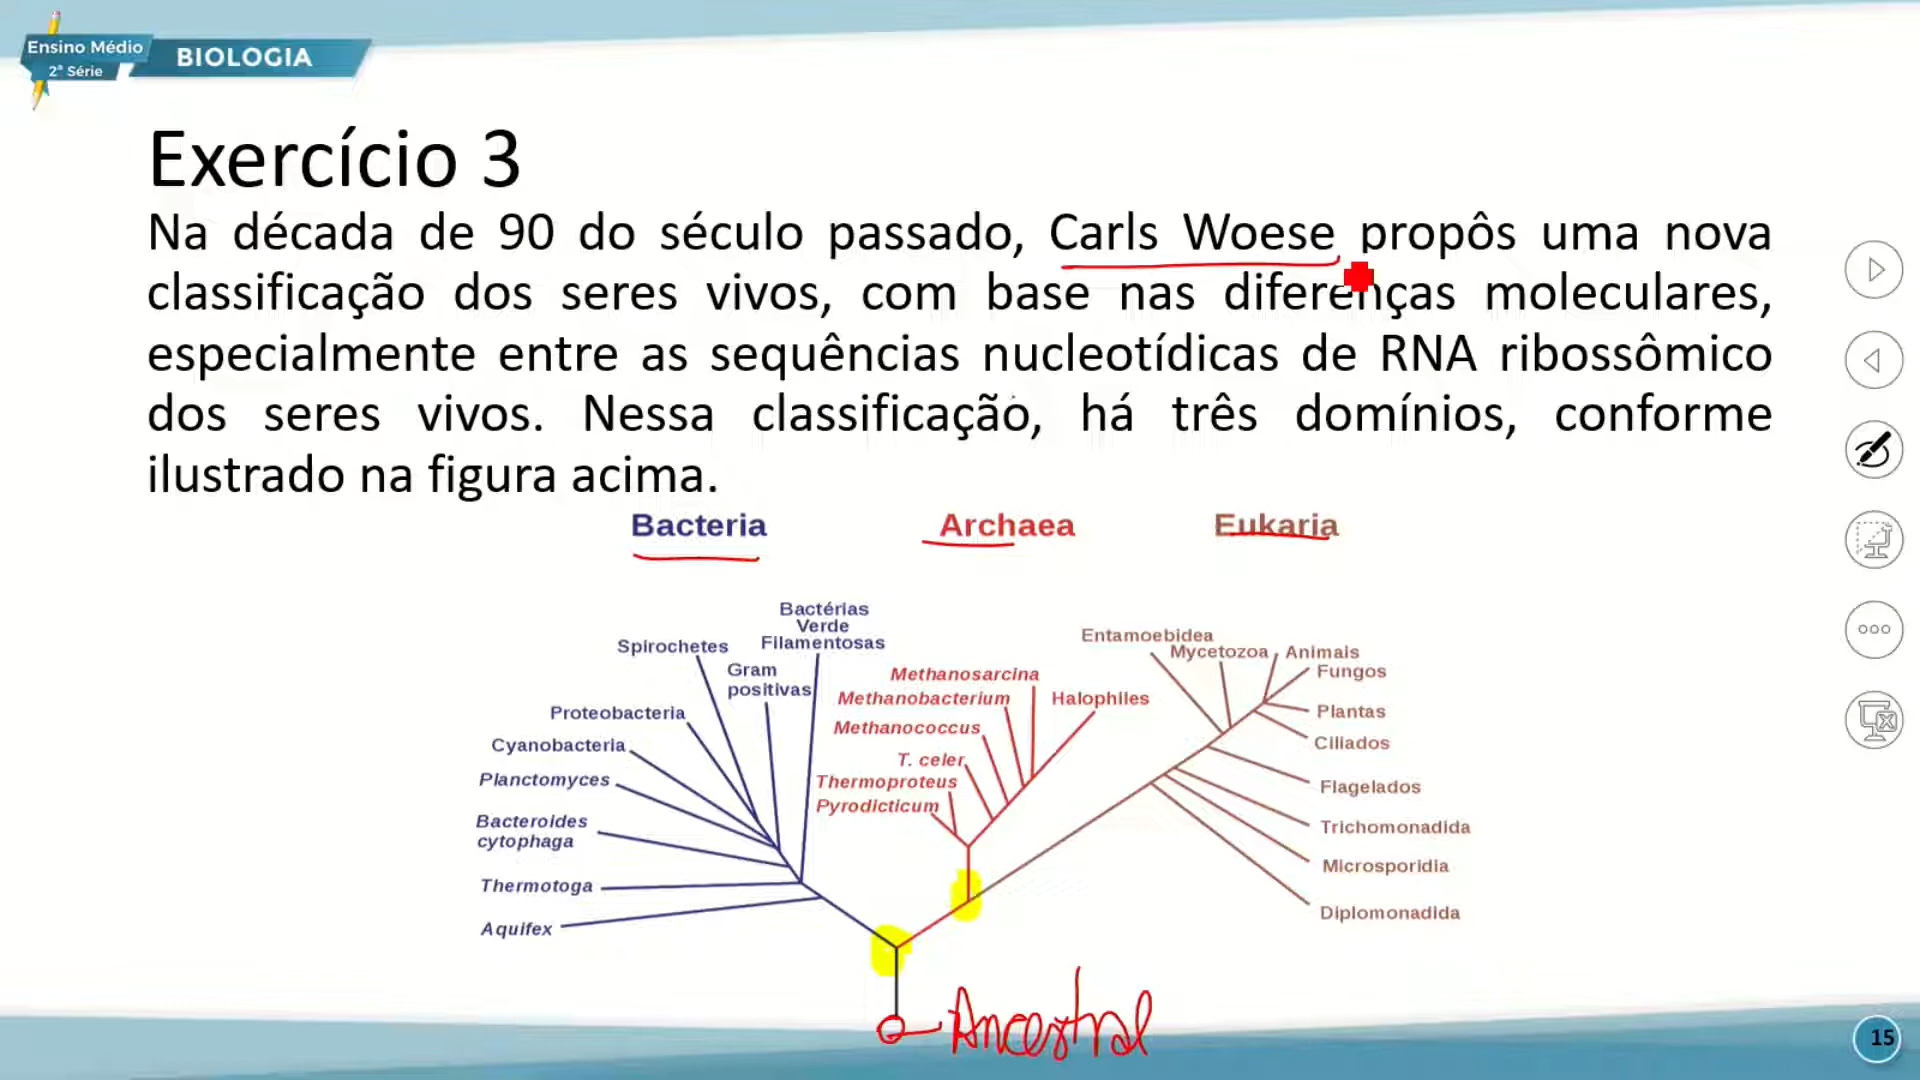 Ensino Médio
2ª Série
BIOLOGIA
Exercício 3
Na década de 90 do século passado, Carls Woese propôs uma nova
classificação dos seres vivos, com base nas diferenças moleculares,
especialmente entre as sequências nucleotídicas de RNA ribossômico
dos seres vivos. Nessa classificação, há três domínios, conforme
ilustrado na figura acima.
Bacteria
Archaea
Eukaria
Bactérias
Verde
Filamentosas
Spirochetes
Gram
positivas
Proteobacteria
Cyanobacteria
Planctomyces
Bacteroides
cytophaga
Thermotoga
Aquifex
Methanosarcina
Methanobacterium
Halophiles
Methanococcus
T. celer
Thermoproteus
Pyrodicticum
Entamoebidea
Mycetozoa
Animais
Fungos
Plantas
Ciliados
Flagelados
Trichomonadida
Microsporidia
Diplomonadida
Ancestral
15